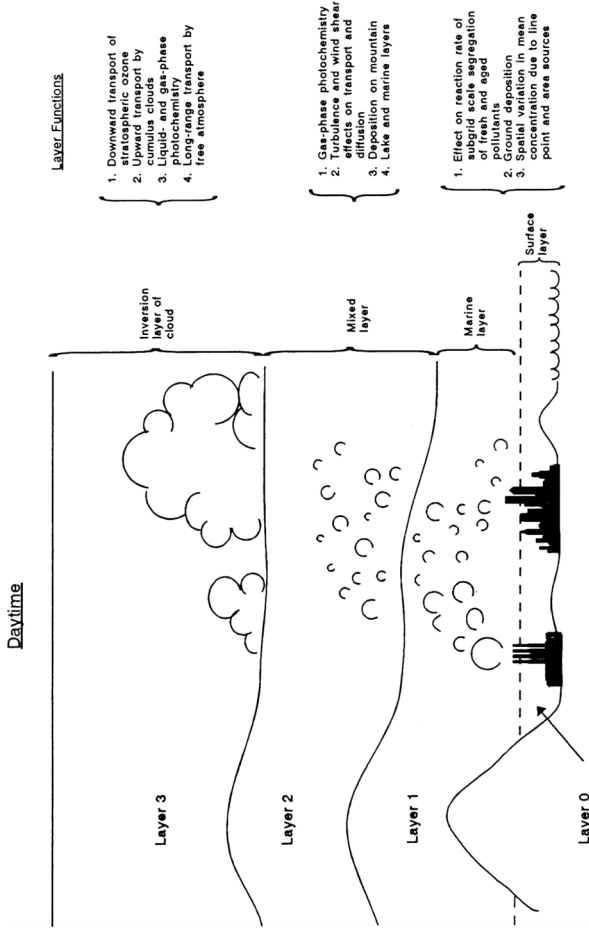 Daytime
Layer Functions
Inversion
layer of
cloud
1. Downward transport of
stratospheric ozone
2. Upward transport by
cumulus clouds
3. Liquid- and gas-phase
photochemistry
4. Long-range transport by
free atmosphere
Layer 3
Mixed
layer
1. Gas-phase photochemistry
2. Turbulence and wind shear
effects on transport and
diffusion
3. Deposition on mountain
4. Lake and marine layers
Layer 2
Marine
layer
1. Effect on reaction rate of
subgrid scale segregation
of fresh and aged
pollutants
2. Ground deposition
3. Spatial variation in mean
concentration due to line
point and area sources
Layer 1
Surface
layer
Layer 0